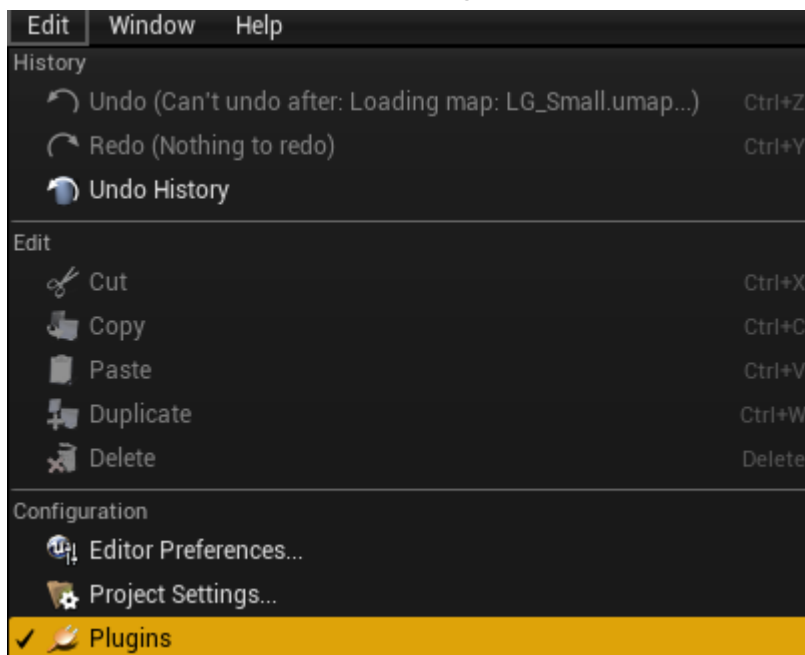 Edit Window Help
History
Undo (Can't undo after: Loading map: LG_Small.umap...) Ctrl+Z
Redo (Nothing to redo) Ctrl+Y
Undo History
Edit
Cut Ctrl+X
Copy Ctrl+C
Paste Ctrl+V
Duplicate Ctrl+W
Delete Delete
Configuration
Editor Preferences...
Project Settings...
Plugins